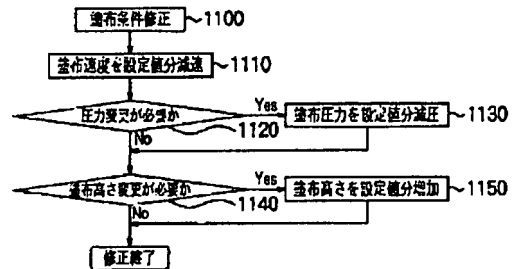 塗布条件修正 1100
塗布速度を設定値分減速 1110
圧力変更が必要か Yes 塗布圧力を設定値分減圧 1130
1120
No
塗布高さ変更が必要か Yes 塗布高さを設定値分増加 1150
1140
No
修正終了